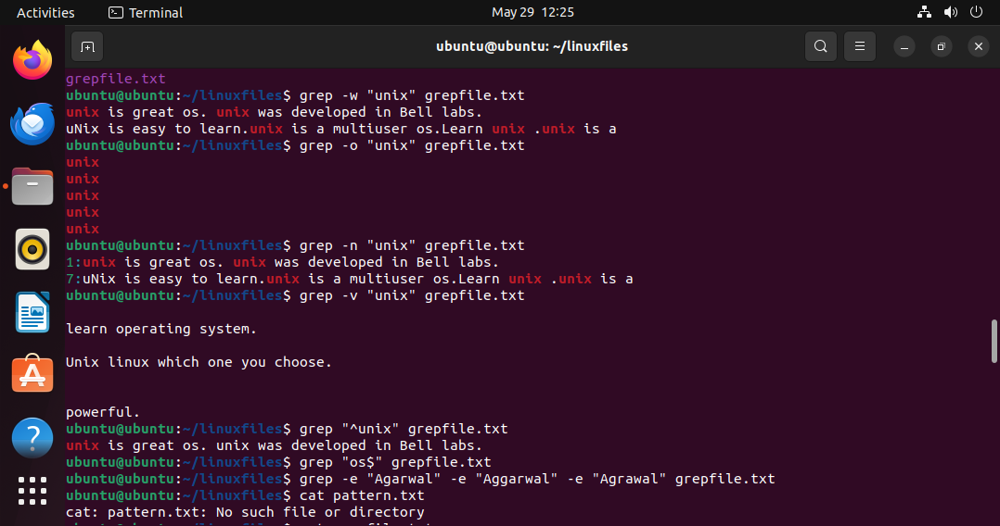 Activities Terminal May 29 12:25
ubuntu@ubuntu: ~/linuxfiles
grepfile.txt
ubuntu@ubuntu:~/linuxfiles$ grep -w "unix" grepfile.txt
unix is great os. unix was developed in Bell labs.
uNix is easy to learn.unix is a multiuser os.Learn unix .unix is a
ubuntu@ubuntu:~/linuxfiles$ grep -o "unix" grepfile.txt
unix
unix
unix
unix
unix
ubuntu@ubuntu:~/linuxfiles$ grep -n "unix" grepfile.txt
1:unix is great os. unix was developed in Bell labs.
7:uNix is easy to learn.unix is a multiuser os.Learn unix .unix is a
ubuntu@ubuntu:~/linuxfiles$ grep -v "unix" grepfile.txt
learn operating system.
Unix linux which one you choose.
powerful.
ubuntu@ubuntu:~/linuxfiles$ grep "^unix" grepfile.txt
unix is great os. unix was developed in Bell labs.
ubuntu@ubuntu:~/linuxfiles$ grep "os$" grepfile.txt
ubuntu@ubuntu:~/linuxfiles$ grep -e "Agarwal" -e "Aggarwal" -e "Agrawal" grepfile.txt
ubuntu@ubuntu:~/linuxfiles$ cat pattern.txt
cat: pattern.txt: No such file or directory